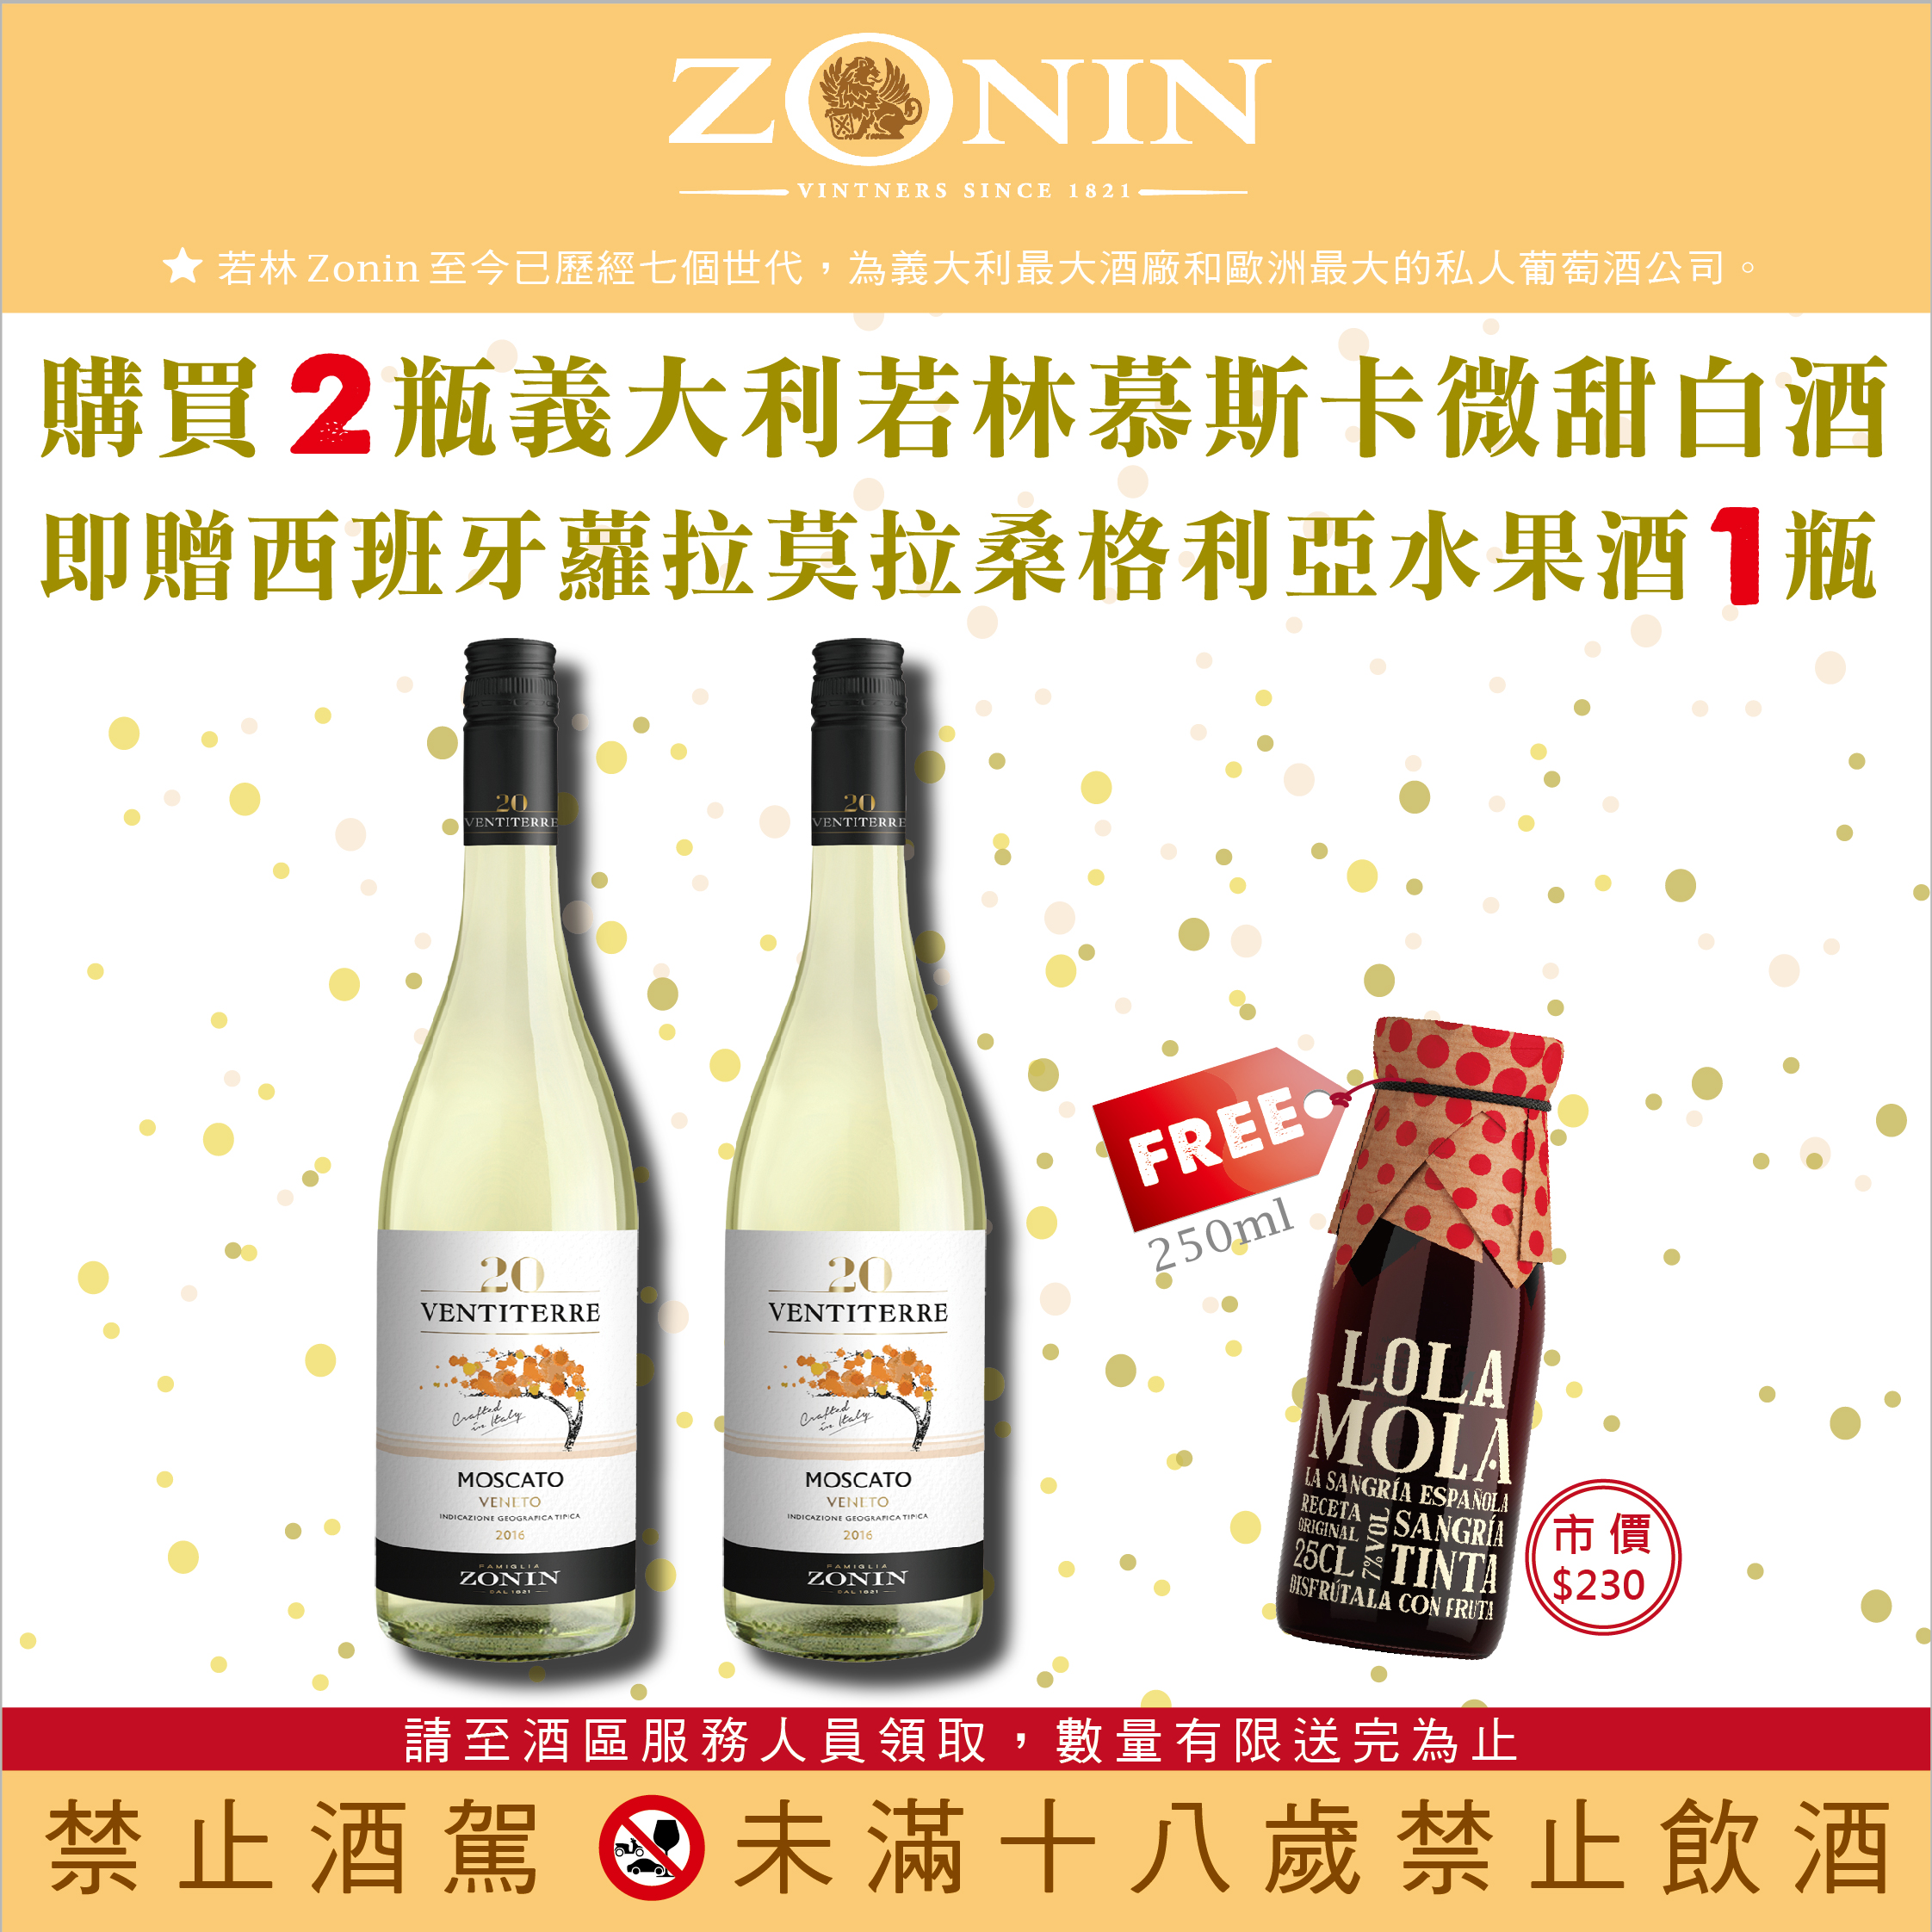 ZONIN
VINTNERS SINCE 1821
★ 若林 Zonin 至今已歷經七個世代，為義大利最大酒廠和歐洲最大的私人葡萄酒公司。
購買2瓶義大利若林慕斯卡微甜白酒
即贈西班牙蘿拉莫拉桑格利亞水果酒1瓶
20
VENTITERRE
20
VENTITERRE
20
VENTITERRE
Crafted
in Italy
MOSCATO
VENETO
INDICAZIONE GEOGRAFICA TIPICA
2016
FAMIGLIA
ZONIN
DAL 1821
20
VENTITERRE
Crafted
in Italy
MOSCATO
VENETO
INDICAZIONE GEOGRAFICA TIPICA
2016
FAMIGLIA
ZONIN
DAL 1821
FREE
250ml
LOLA
MOLA
LA SANGRÍA ESPAÑOLA
RECETA
ORIGINAL
25CL
7% VOL
SANGRÍA
TINTA
DISFRÚTALA CON FRUTA
市價
$230
請至酒區服務人員領取，數量有限送完為止
禁止酒駕 未滿十八歲禁止飲酒